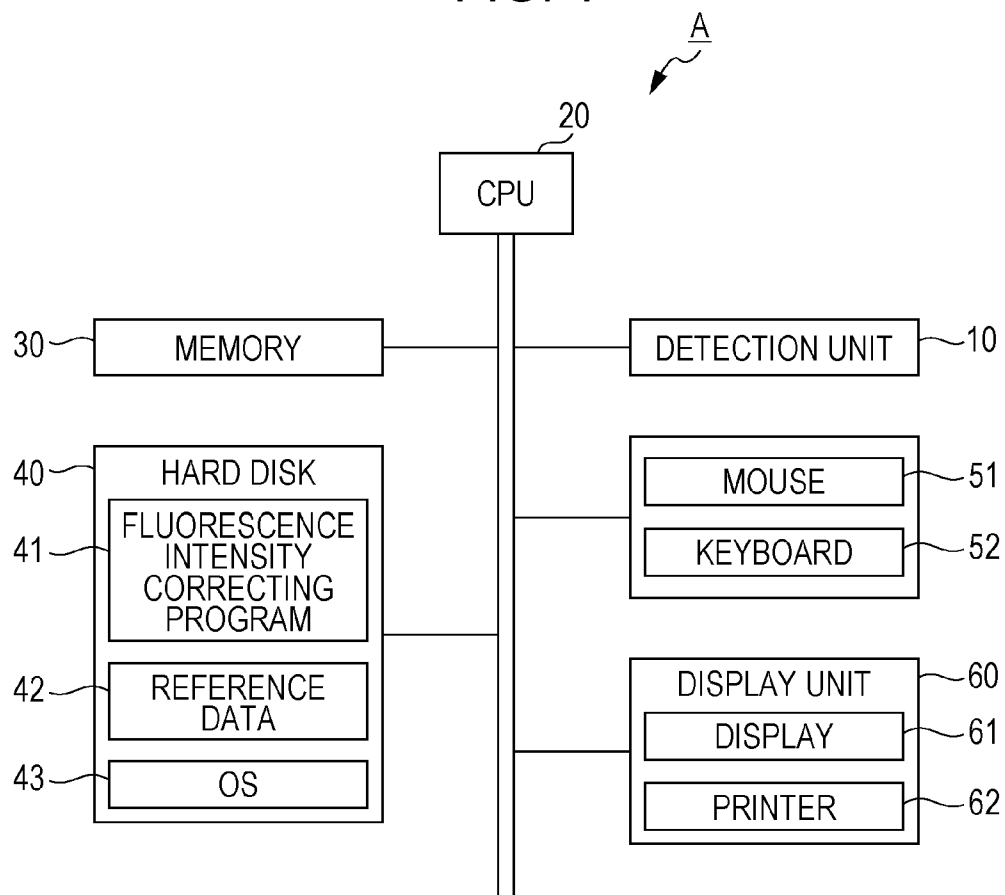 A
20
CPU
30
MEMORY
DETECTION UNIT
10
40
HARD DISK
41
FLUORESCENCE
INTENSITY
CORRECTING
PROGRAM
42
REFERENCE
DATA
43
OS
MOUSE
51
KEYBOARD
52
DISPLAY UNIT
60
DISPLAY
61
PRINTER
62